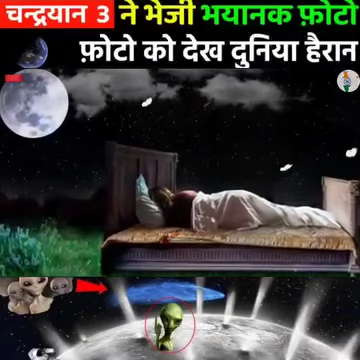 चन्द्रयान 3 ने भेजी भयानक फ़ोटो
फ़ोटो को देख दुनिया हैरान